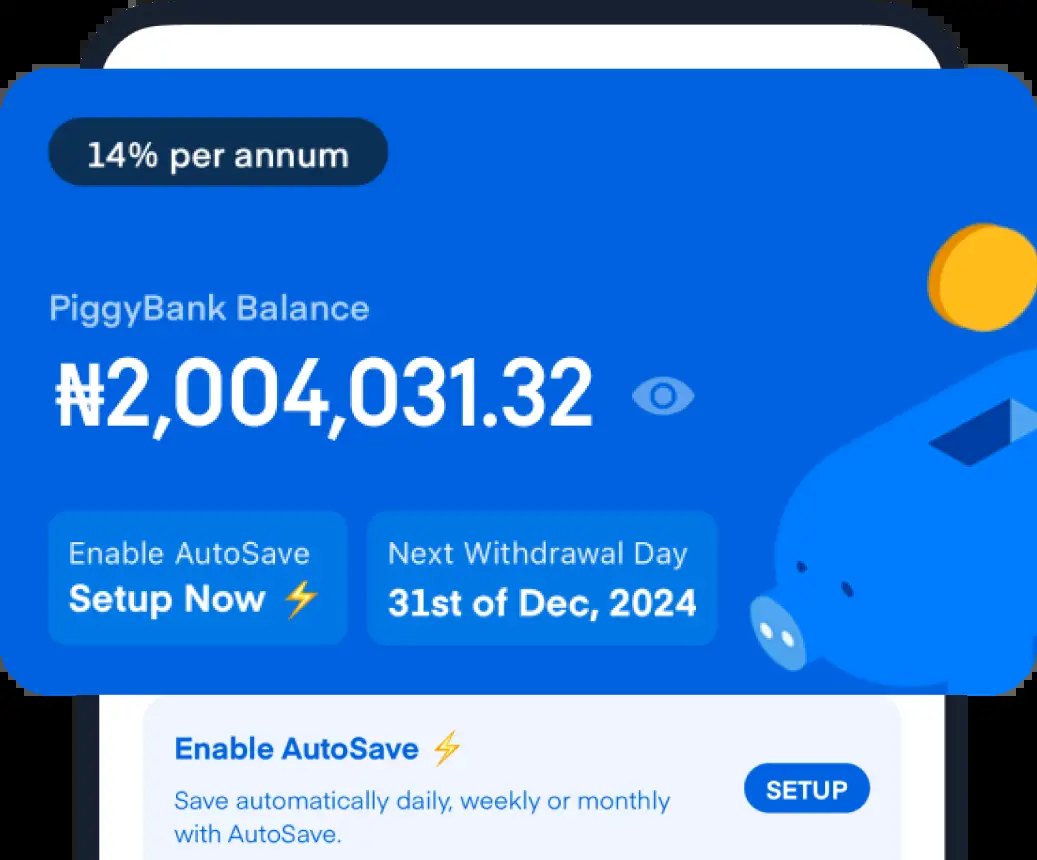 14% per annum
PiggyBank Balance
₦2,004,031.32
Enable AutoSave
Setup Now ⚡
Next Withdrawal Day
31st of Dec, 2024
Enable AutoSave ⚡
Save automatically daily, weekly or monthly
with AutoSave.
SETUP